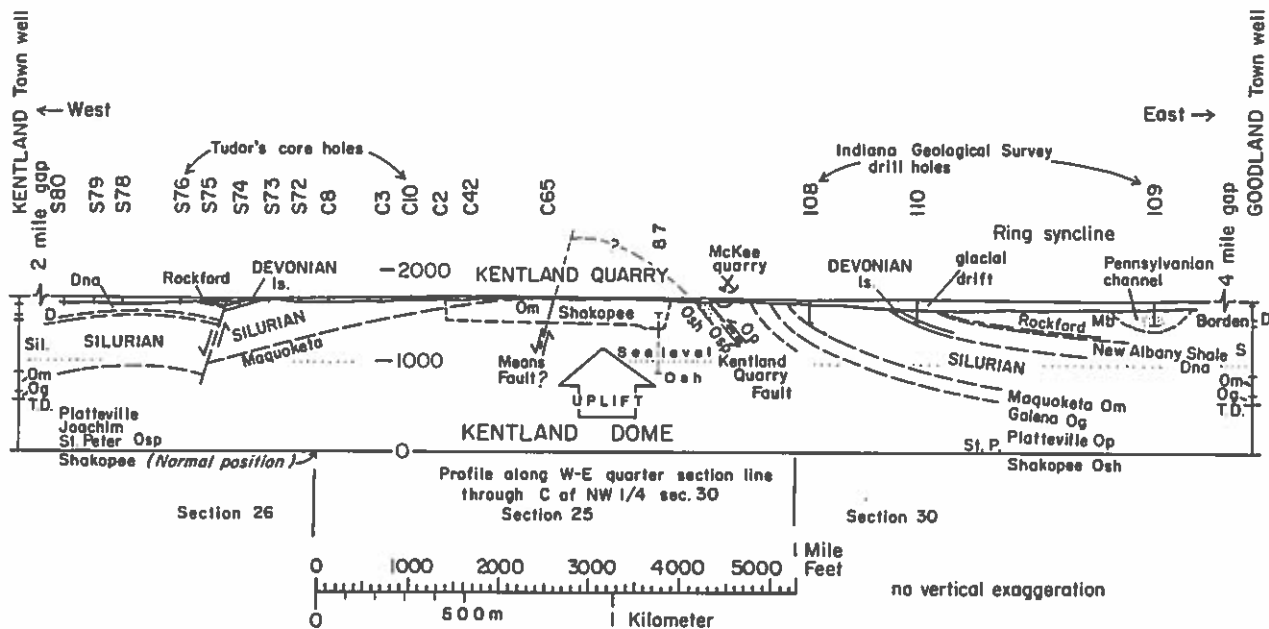 KENTLAND Town well
2 mile gap
← West
East →
4 mile gap
GOODLAND Town well
Tudor's core holes
Indiana Geological Survey
drill holes
S80
S79
S78
S76
S75
S74
S73
S72
C8
C3
C10
C2
C42
C65
?
87
108
110
109
McKee
quarry
Ring syncline
glacial
drift
Pennsylvanian
channel
Dna
Rockford
DEVONIAN
ls.
2000
KENTLAND QUARRY
DEVONIAN
ls.
D
SILURIAN
SILURIAN
Maquoketa
Om
Shakopee
Osh
Osp
Op
Rockford
Mb
Borden
D
New Albany Shale
Dna
Sil.
Om
Og
T.D.
1000
Means
Fault?
Sea level
Osh
Kentland
Quarry
Fault
SILURIAN
S
Om
Og
T.D.
UPLIFT
Maquoketa Om
Galena Og
Platteville
Joachim
St. Peter Osp
Shakopee (Normal position)
0
KENTLAND DOME
St. P.
Platteville Op
Shakopee Osh
Profile along W-E quarter section line
through C of NW 1/4 sec. 30
Section 26
Section 25
Section 30
0 1000 2000 3000 4000 5000
Mile
Feet
0
500m
1
Kilometer
no vertical exaggeration